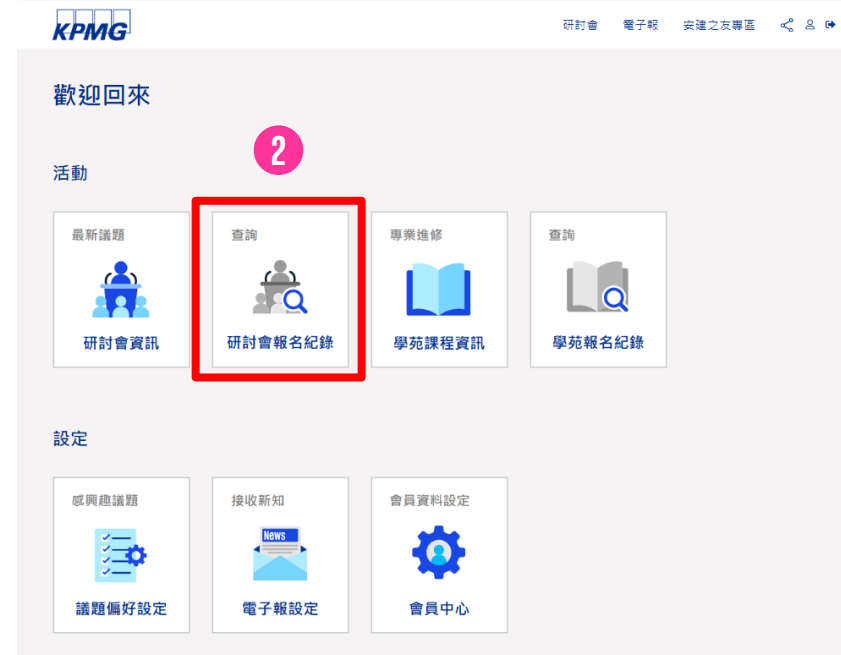 KPMG
研討會 電子報 安建之友專區
歡迎回來
2
活動
最新議題
研討會資訊
查詢
研討會報名紀錄
專業進修
學苑課程資訊
查詢
學苑報名紀錄
設定
感興趣議題
議題偏好設定
接收新知
News
電子報設定
會員資料設定
會員中心